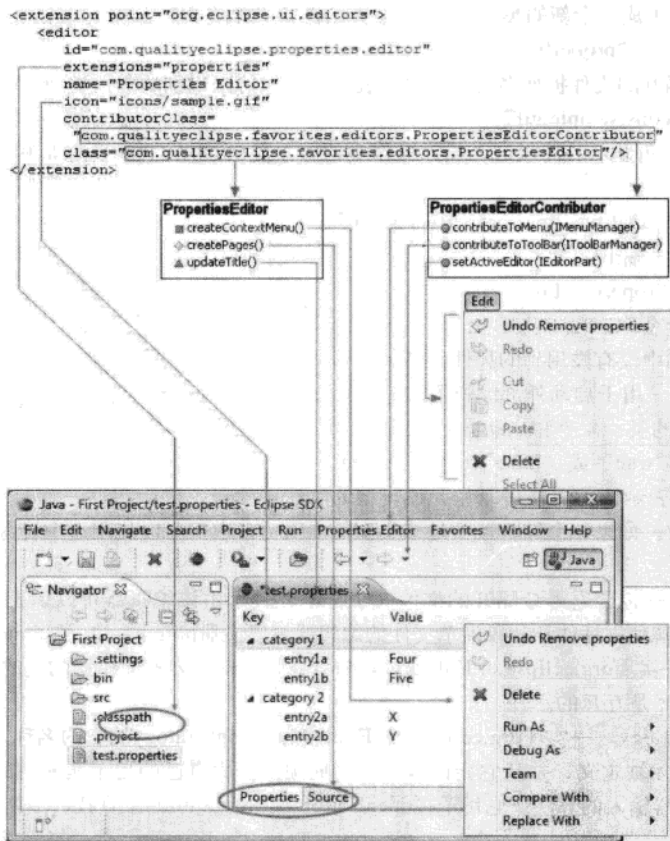 <extension point="org.eclipse.ui.editors">
<editor
id="com.qualityeclipse.properties.editor"
extensions="properties"
name="Properties Editor"
icon="icons/sample.gif"
contributorClass=
"com.qualityeclipse.favorites.editors.PropertiesEditorContributor"
class="com.qualityeclipse.favorites.editors.PropertiesEditor"/>
</extension>
PropertiesEditor
createContextMenu()
createPages()
updateTitle()
PropertiesEditorContributor
contributeToMenu(IMenuManager)
contributeToToolBar(IToolBarManager)
setActiveEditor(IEditorPart)
Edit
Undo Remove properties
Redo
Cut
Copy
Paste
Delete
Select All
Java - First Project/test.properties - Eclipse SDK
File Edit Navigate Search Project Run Properties Editor Favorites Window Help
Java
Navigator
First Project
.settings
bin
src
.classpath
.project
test.properties
*test.properties
Key Value
category 1
entry1a Four
entry1b Five
category 2
entry2a X
entry2b Y
Properties Source
Undo Remove properties
Redo
Delete
Run As
Debug As
Team
Compare With
Replace With